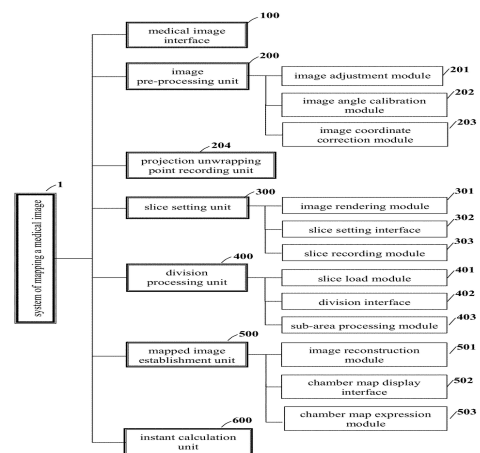 100
medical image
interface
200
image
pre-processing unit
image adjustment module
201
image angle calibration
module
202
image coordinate
correction module
203
204
projection unwrapping
point recording unit
1
system of mapping a medical image
300
slice setting unit
image rendering module
301
slice setting interface
302
slice recording module
303
division
processing unit
400
slice load module
401
division interface
402
sub-area processing module
403
500
mapped image
establishment unit
image reconstruction
module
501
chamber map display
interface
502
chamber map expression
module
503
600
instant calculation
unit